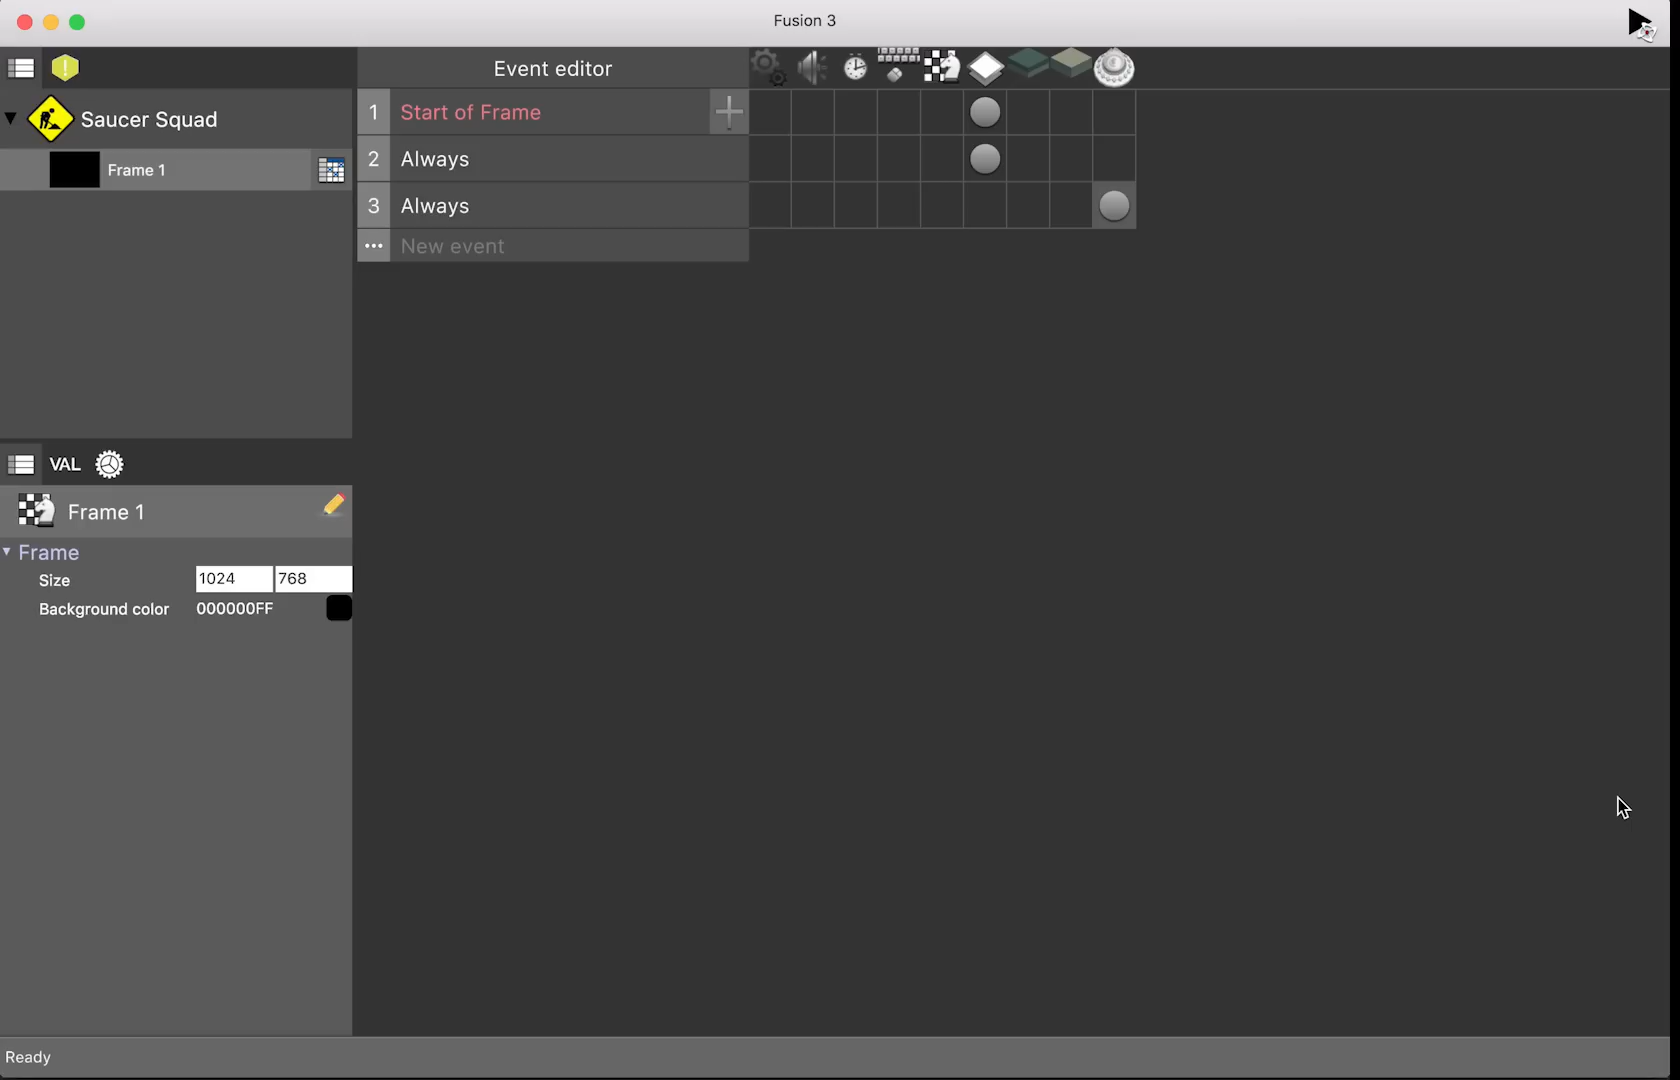 Fusion 3
Saucer Squad
Frame 1
Event editor
1 Start of Frame
2 Always
3 Always
... New event
VAL
Frame 1
Frame
Size 1024 768
Background color 000000FF
Ready